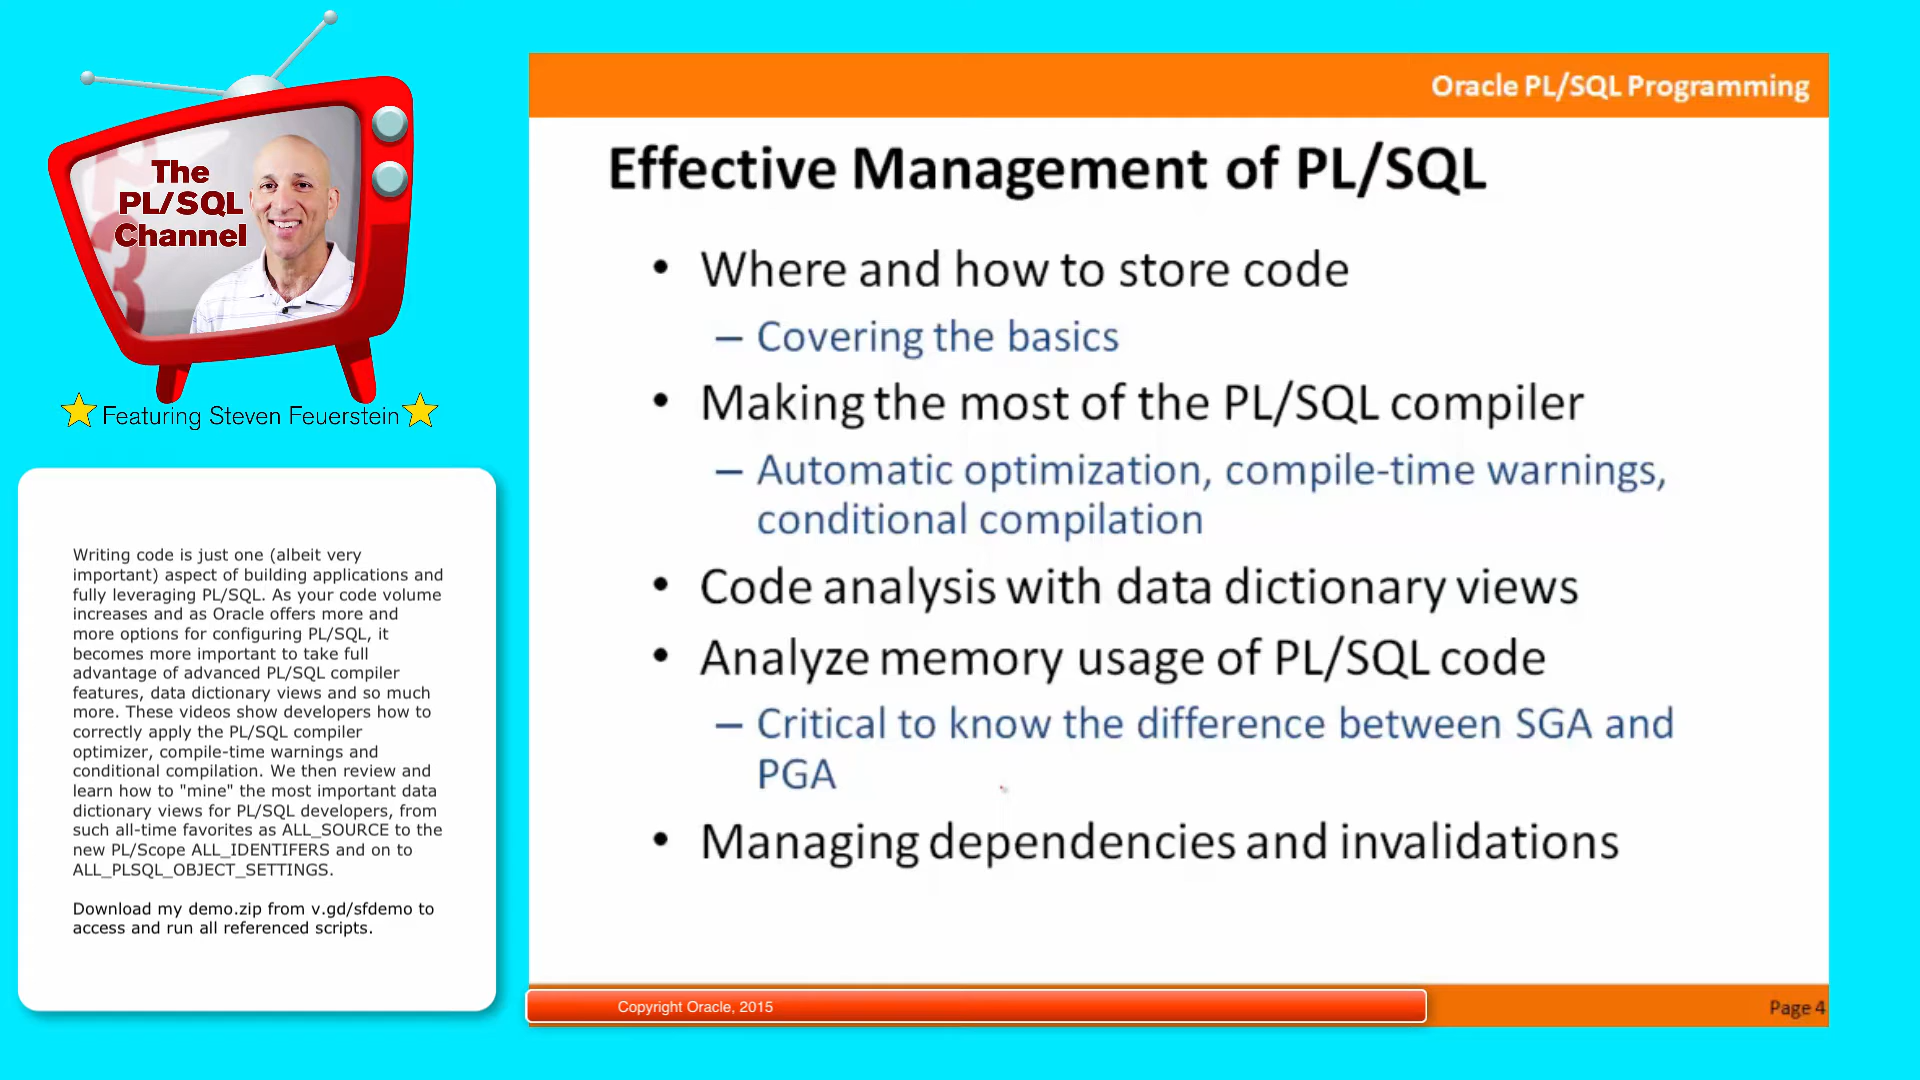 The
PL/SQL
Channel
Featuring Steven Feuerstein
Writing code is just one (albeit very
important) aspect of building applications and
fully leveraging PL/SQL. As your code volume
increases and as Oracle offers more and
more options for configuring PL/SQL, it
becomes more important to take full
advantage of advanced PL/SQL compiler
features, data dictionary views and so much
more. These videos show developers how to
correctly apply the PL/SQL compiler
optimizer, compile-time warnings and
conditional compilation. We then review and
learn how to "mine" the most important data
dictionary views for PL/SQL developers, from
such all-time favorites as ALL_SOURCE to the
new PL/Scope ALL_IDENTIFERS and on to
ALL_PLSQL_OBJECT_SETTINGS.
Download my demo.zip from v.gd/sfdemo to
access and run all referenced scripts.
Oracle PL/SQL Programming
Effective Management of PL/SQL
• Where and how to store code
– Covering the basics
• Making the most of the PL/SQL compiler
– Automatic optimization, compile-time warnings,
conditional compilation
• Code analysis with data dictionary views
• Analyze memory usage of PL/SQL code
– Critical to know the difference between SGA and
PGA
• Managing dependencies and invalidations
Copyright Oracle, 2015
Page 4